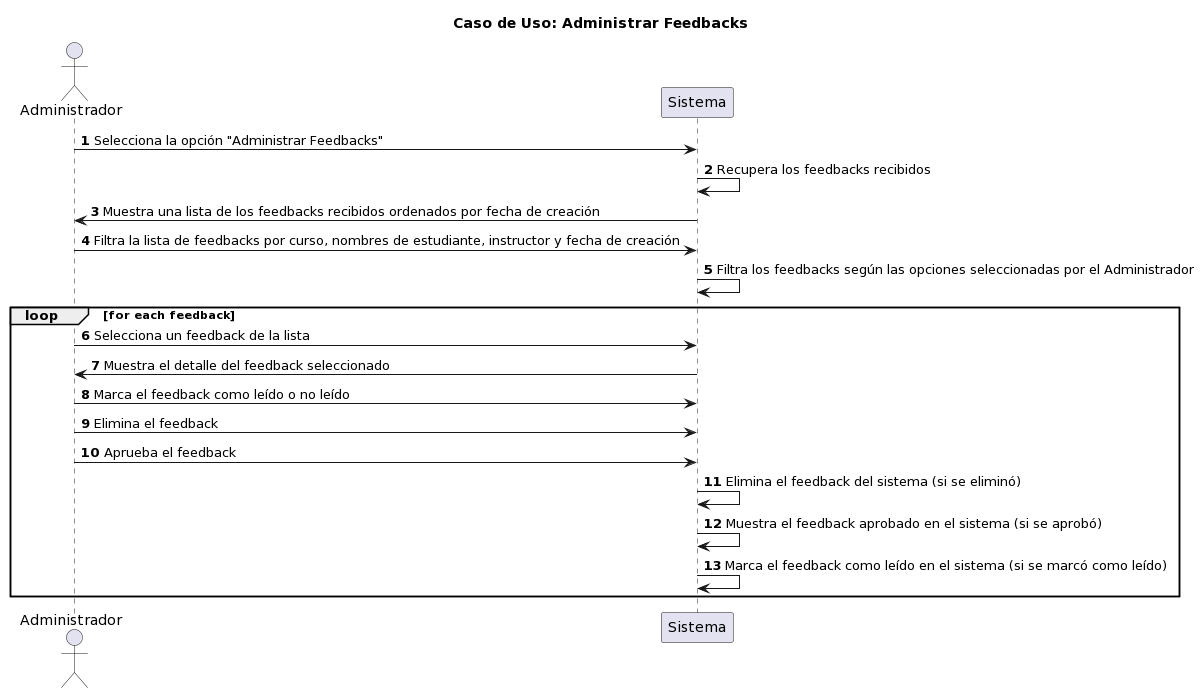 Caso de Uso: Administrar Feedbacks
Administrador
Sistema
1 Selecciona la opción "Administrar Feedbacks"
2 Recupera los feedbacks recibidos
3 Muestra una lista de los feedbacks recibidos ordenados por fecha de creación
4 Filtra la lista de feedbacks por curso, nombres de estudiante, instructor y fecha de creación
5 Filtra los feedbacks según las opciones seleccionadas por el Administrador
loop [for each feedback]
6 Selecciona un feedback de la lista
7 Muestra el detalle del feedback seleccionado
8 Marca el feedback como leído o no leído
9 Elimina el feedback
10 Aprueba el feedback
11 Elimina el feedback del sistema (si se eliminó)
12 Muestra el feedback aprobado en el sistema (si se aprobó)
13 Marca el feedback como leído en el sistema (si se marcó como leído)
Administrador
Sistema